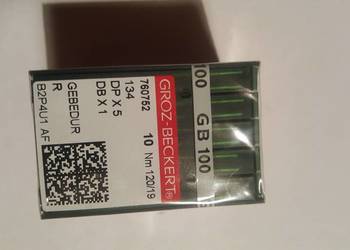 GROZ-BECKERT®
760752 10 Nm 120/19
134
DP X 5
DB X 1
GEBEDUR
R
B2P4U1 AF
100 GB 100